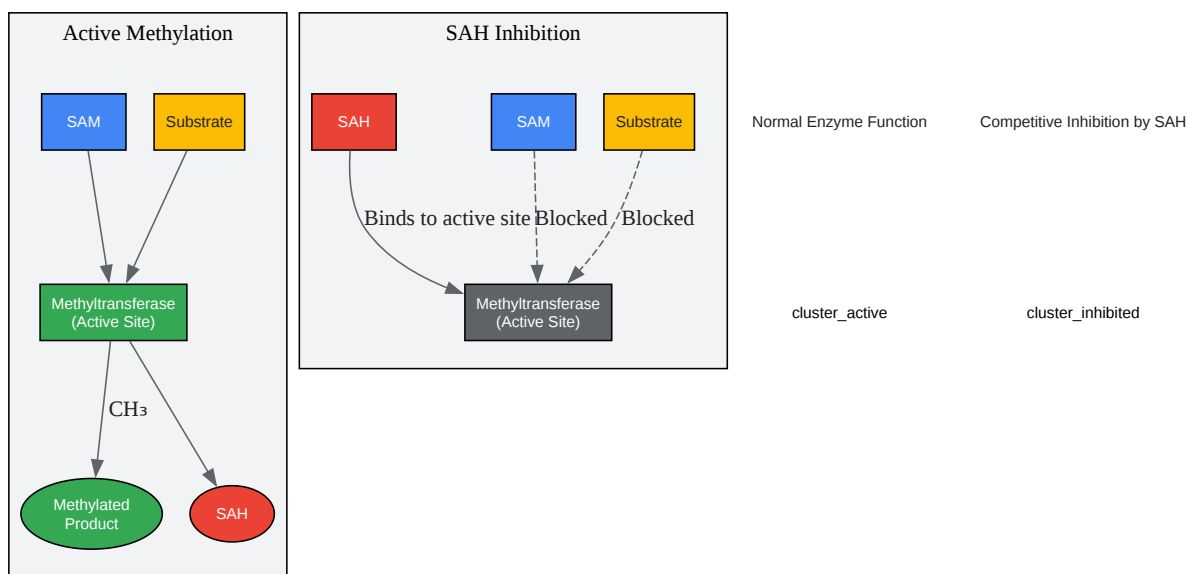 Active Methylation
SAM
Substrate
Methyltransferase
(Active Site)
CH₃
Methylated
Product
SAH
SAH Inhibition
SAH
SAM
Substrate
Binds to active site
Blocked
Blocked
Methyltransferase
(Active Site)
Normal Enzyme Function
Competitive Inhibition by SAH
cluster_active
cluster_inhibited